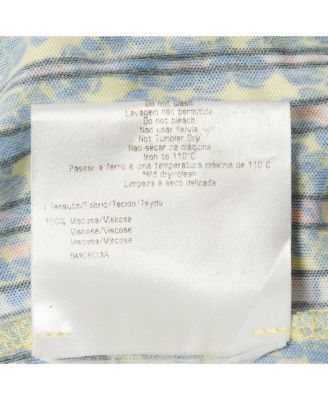 Do not wash
Lavagem não permitida
Do not bleach
Não usar lixívia
Not Tumbler Dry
Não-secar na máquina
Iron to 110°C
Passar a ferro a uma temperatura máxima de 110 C
Mild dry-clean
Limpeza a seco delicada
Tessuto/Fabric/Tecido/Tejido
100% Viscosa/Viskose
Viscose/Viscose
Viscosa/Viscosa